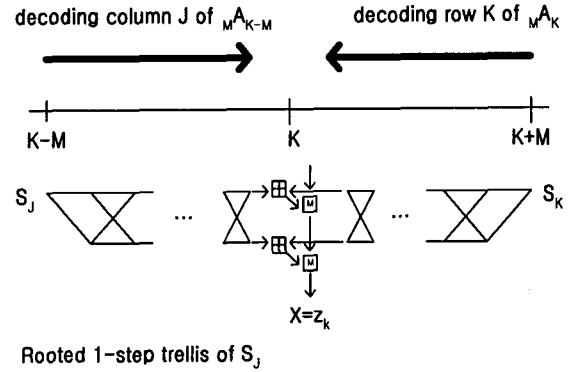 decoding column J of MAK-M
decoding row K of MAK
K-M
K
K+M
SJ
SK
...
...
M
M
X=zk
Rooted 1-step trellis of SJ